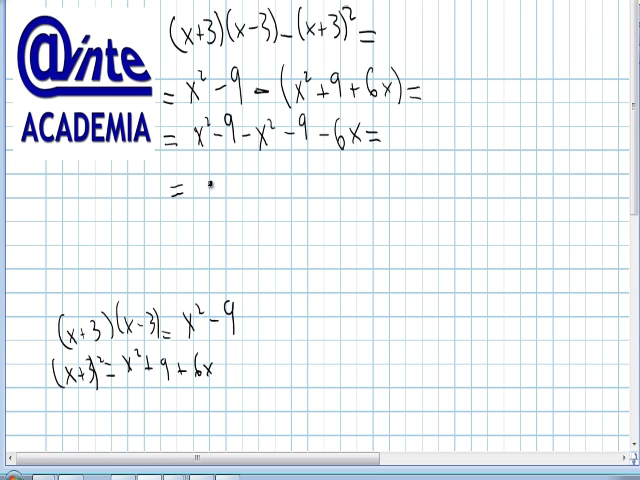 @vinte
ACADEMIA
(x+3)(x-3)-(x+3)²=
= x²-9 - (x²+9+6x)=
= x²-9-x²-9-6x=
=
(x+3)(x-3)= x²-9
(x+3)²= x²+9+6x